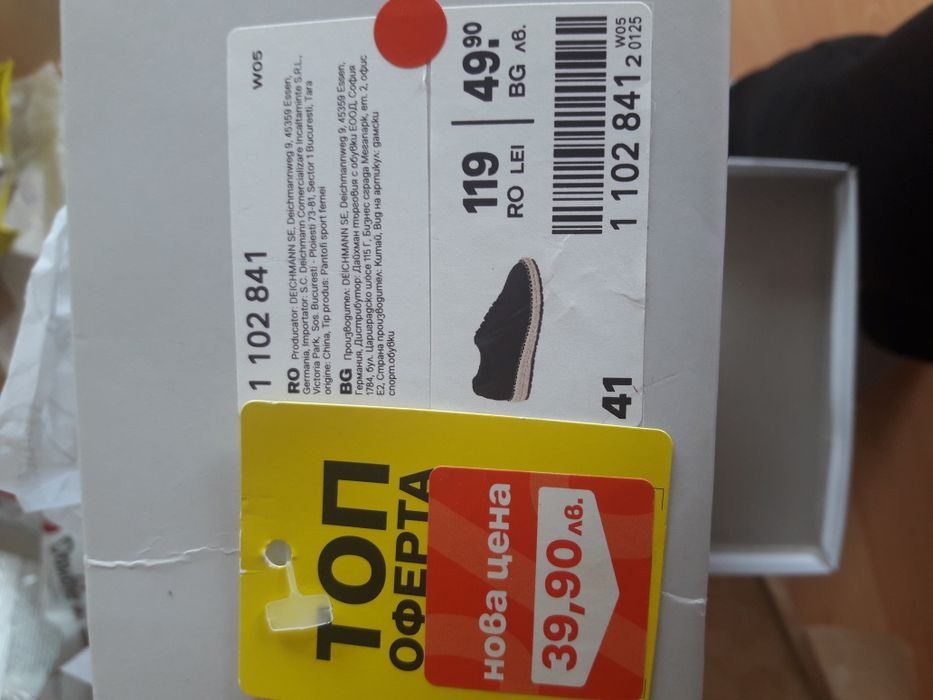 1 102 841
W05
RO Producator: DEICHMANN SE, Deichmannweg 9, 45359 Essen,
Germania, Importator: S.C. Deichmann Comercializare Incaltaminte S.R.L.,
Victoria Park, Sos. Bucuresti - Ploiesti 73-81, Sector 1 Bucuresti, Tara
origine: China, Tip produs: Pantofi sport femei
BG Производител: DEICHMANN SE, Deichmannweg 9, 45359 Essen,
Германия, Дистрибутор: Дайхман търговия с обувки ЕООД, София
1784, бул. Цариградско шосе 115 Г, Бизнес сграда Мегапарк, ет. 2, офис
Е2, Страна производител: Китай, Вид на артикул: дамски
спорт.обувки
119 49.90
RO LEI BG лв.
41
1 102 841 2
W05
0125
ТОП
ОФЕРТА
нова цена
39,90 лв.